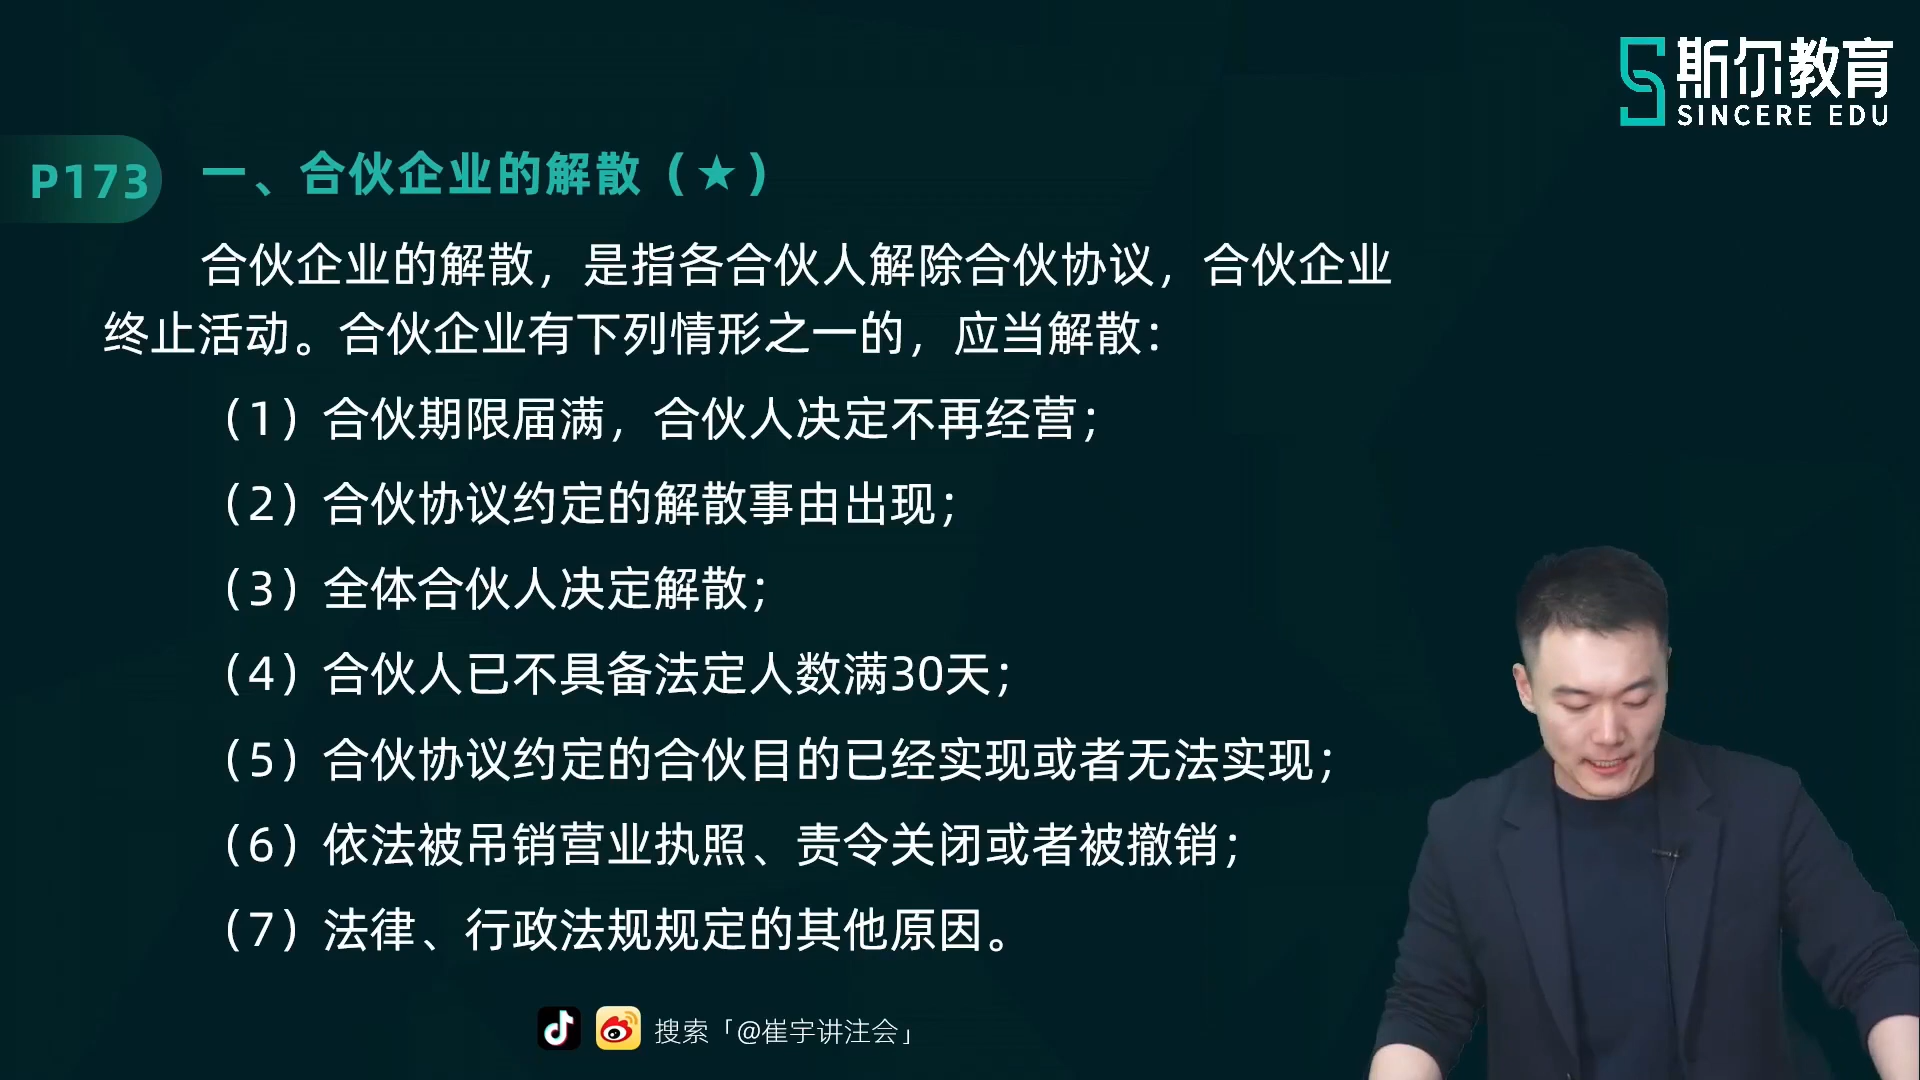 斯尔教育
SINCERE EDU
P173
一、合伙企业的解散（★）
合伙企业的解散，是指各合伙人解除合伙协议，合伙企业
终止活动。合伙企业有下列情形之一的，应当解散：
（1）合伙期限届满，合伙人决定不再经营；
（2）合伙协议约定的解散事由出现；
（3）全体合伙人决定解散；
（4）合伙人已不具备法定人数满30天；
（5）合伙协议约定的合伙目的已经实现或者无法实现；
（6）依法被吊销营业执照、责令关闭或者被撤销；
（7）法律、行政法规规定的其他原因。
搜索「@崔宇讲注会」